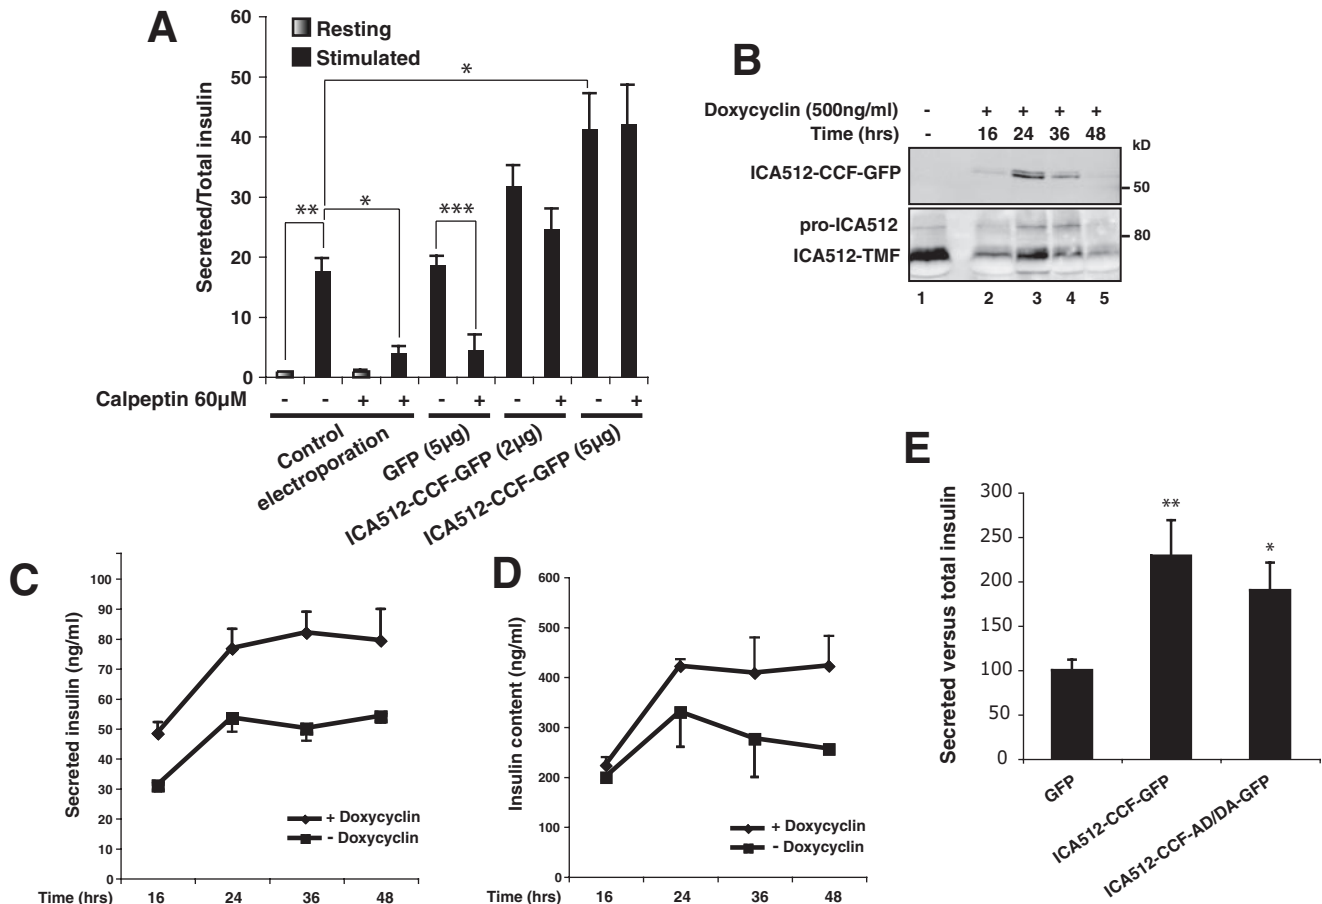 A
60
50
40
30
20
10
0
Secreted/Total insulin
Resting
Stimulated
*
**
*
***
Calpeptin 60μM - - + + - + - + - +
Control
electroporation
GFP (5μg)
ICA512-CCF-GFP (2μg)
ICA512-CCF-GFP (5μg)
B
Doxycyclin (500ng/ml) - + + + +
Time (hrs) - 16 24 36 48
kD
ICA512-CCF-GFP
50
pro-ICA512
80
ICA512-TMF
1 2 3 4 5
C
100
90
80
70
60
50
40
30
20
10
0
Secreted insulin (ng/ml)
+ Doxycyclin
- Doxycyclin
Time (hrs) 16 24 36 48
D
600
500
400
300
200
100
0
Insulin content (ng/ml)
+ Doxycyclin
- Doxycyclin
Time (hrs) 16 24 36 48
E
300
250
200
150
100
50
0
Secreted versus total insulin
**
*
GFP
ICA512-CCF-GFP
ICA512-CCF-AD/DA-GFP